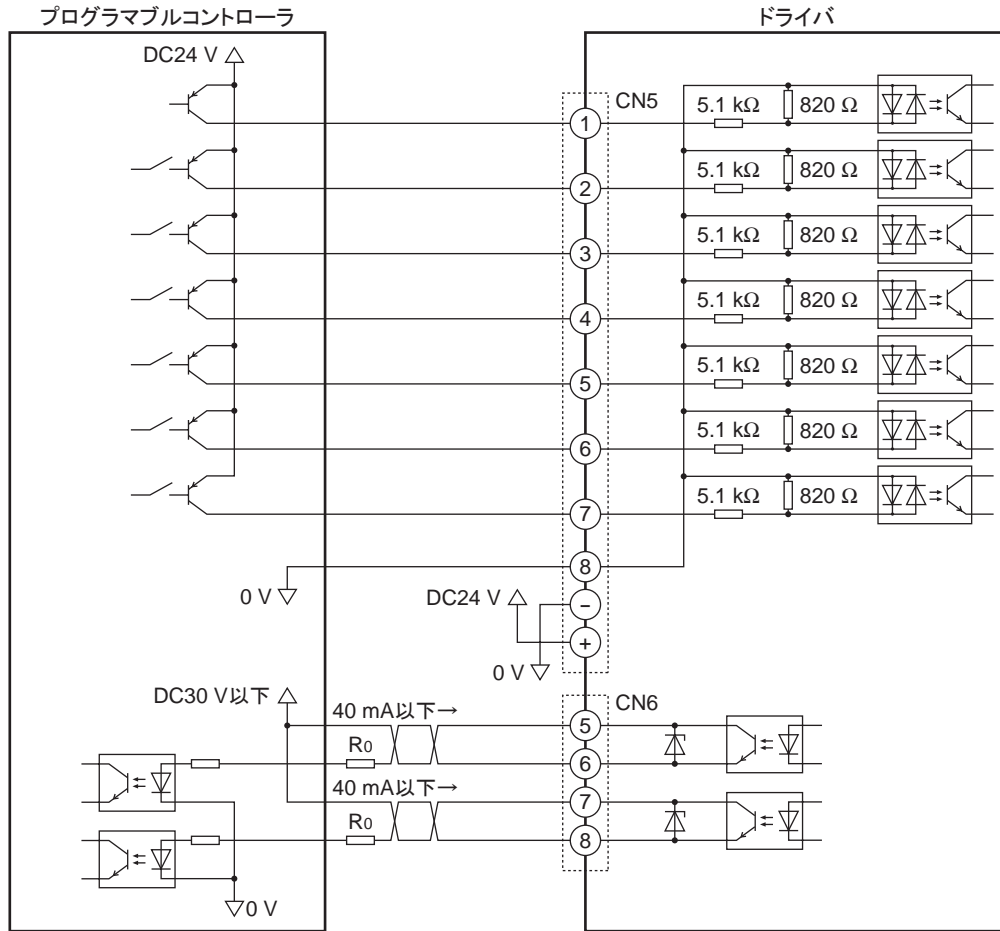 プログラマブルコントローラ
ドライバ
DC24 V
CN5
5.1 kΩ
820 Ω
1
5.1 kΩ
820 Ω
2
5.1 kΩ
820 Ω
3
5.1 kΩ
820 Ω
4
5.1 kΩ
820 Ω
5
5.1 kΩ
820 Ω
6
5.1 kΩ
820 Ω
7
8
0 V
DC24 V
−
+
0 V
DC30 V以下
CN6
40 mA以下→
5
R0
6
40 mA以下→
7
R0
8
0 V